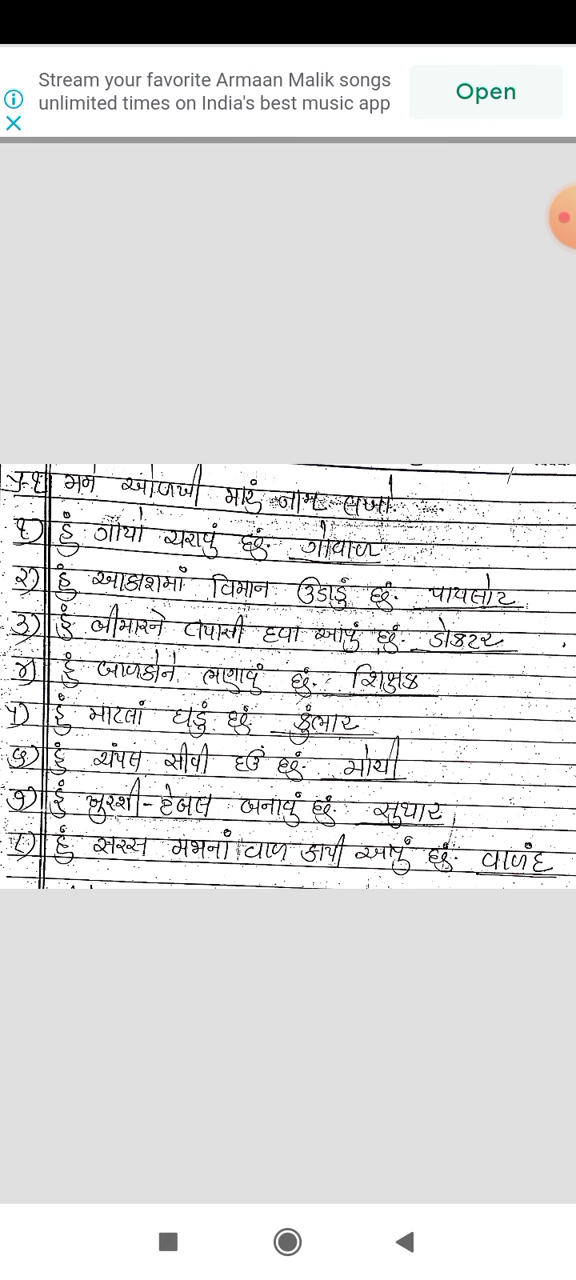 Stream your favorite Armaan Malik songs
unlimited times on India's best music app
Open
પ્ર-૧ મને ઓળખી મારું નામ લખો.
૧) હું ગાયો ચરાવું છું. ગોવાળ
૨) હું આકાશમાં વિમાન ઉડાડું છું. પાયલોટ
૩) હું બીમારને તપાસી દવા આપું છું. ડોકટર
૪) હું બાળકોને ભણાવું છું. શિક્ષક
૫) હું માટલાં ઘડું છું. કુંભાર
૬) હું ચંપલ સીવી દઉં છું. મોચી
૭) હું ખુરશી-ટેબલ બનાવું છું. સુથાર
૮) હું સરસ મજાનાં વાળ કાપી આપું છું. વાળંદ